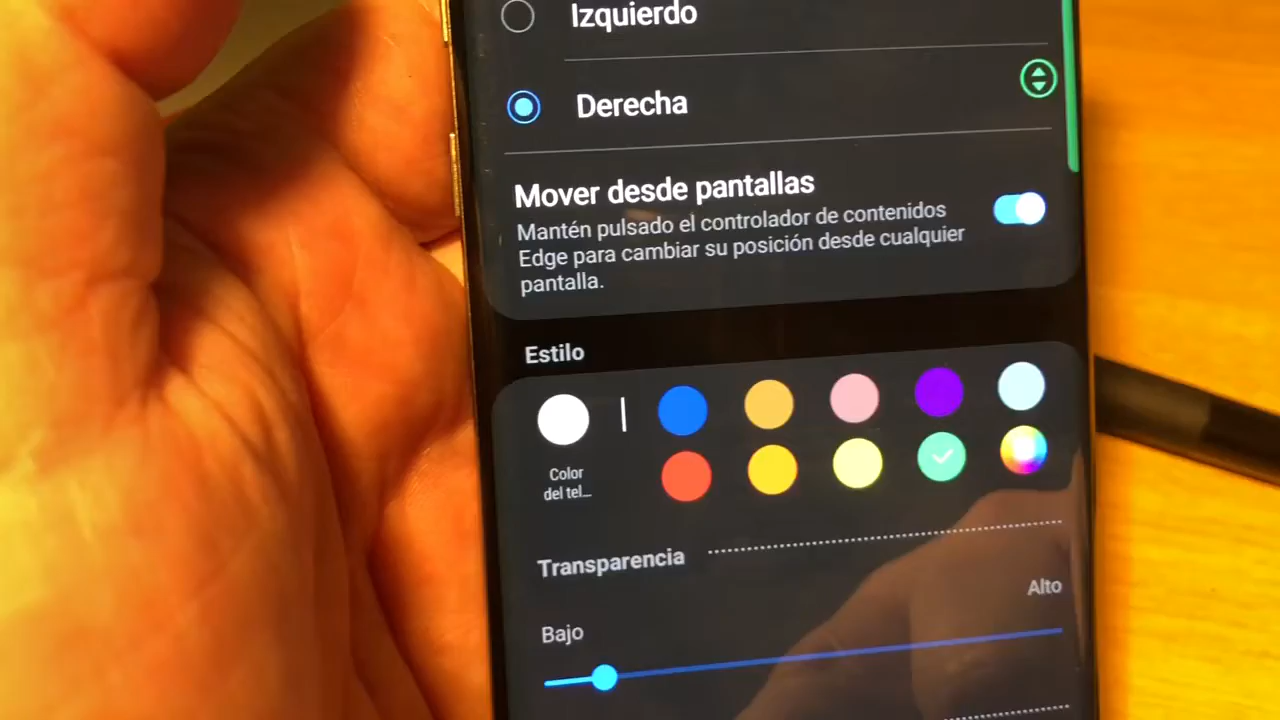 Izquierdo
Derecha
Mover desde pantallas
Mantén pulsado el controlador de contenidos
Edge para cambiar su posición desde cualquier
pantalla.
Estilo
Color
del tel...
Transparencia
Alto
Bajo